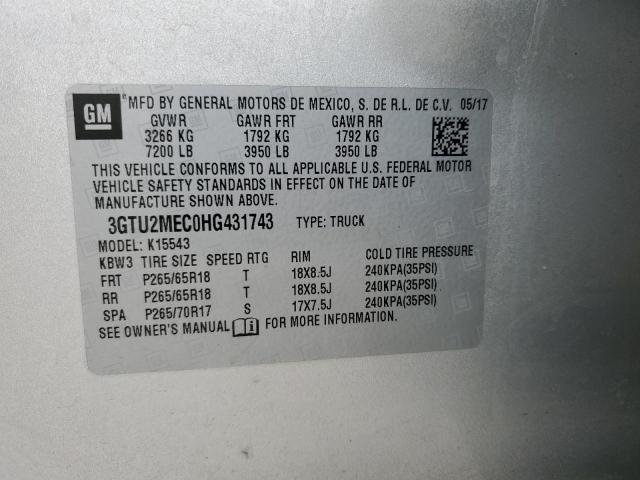 GM
MFD BY GENERAL MOTORS DE MEXICO, S. DE R.L. DE C.V. 05/17
GVWR GAWR FRT GAWR RR
3266 KG 1792 KG 1792 KG
7200 LB 3950 LB 3950 LB
THIS VEHICLE CONFORMS TO ALL APPLICABLE U.S. FEDERAL MOTOR
VEHICLE SAFETY STANDARDS IN EFFECT ON THE DATE OF
MANUFACTURE SHOWN ABOVE.
3GTU2MEC0HG431743 TYPE: TRUCK
MODEL: K15543
KBW3 TIRE SIZE SPEED RTG RIM COLD TIRE PRESSURE
FRT P265/65R18 T 18X8.5J 240KPA(35PSI)
RR P265/65R18 T 18X8.5J 240KPA(35PSI)
SPA P265/70R17 S 17X7.5J 240KPA(35PSI)
SEE OWNER'S MANUAL FOR MORE INFORMATION.